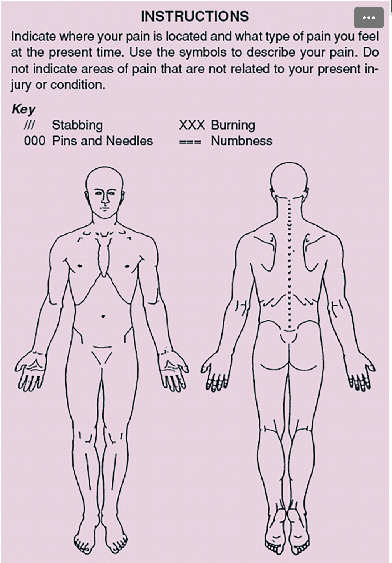 INSTRUCTIONS
Indicate where your pain is located and what type of pain you feel
at the present time. Use the symbols to describe your pain. Do
not indicate areas of pain that are not related to your present in-
jury or condition.
Key
/// Stabbing XXX Burning
000 Pins and Needles === Numbness